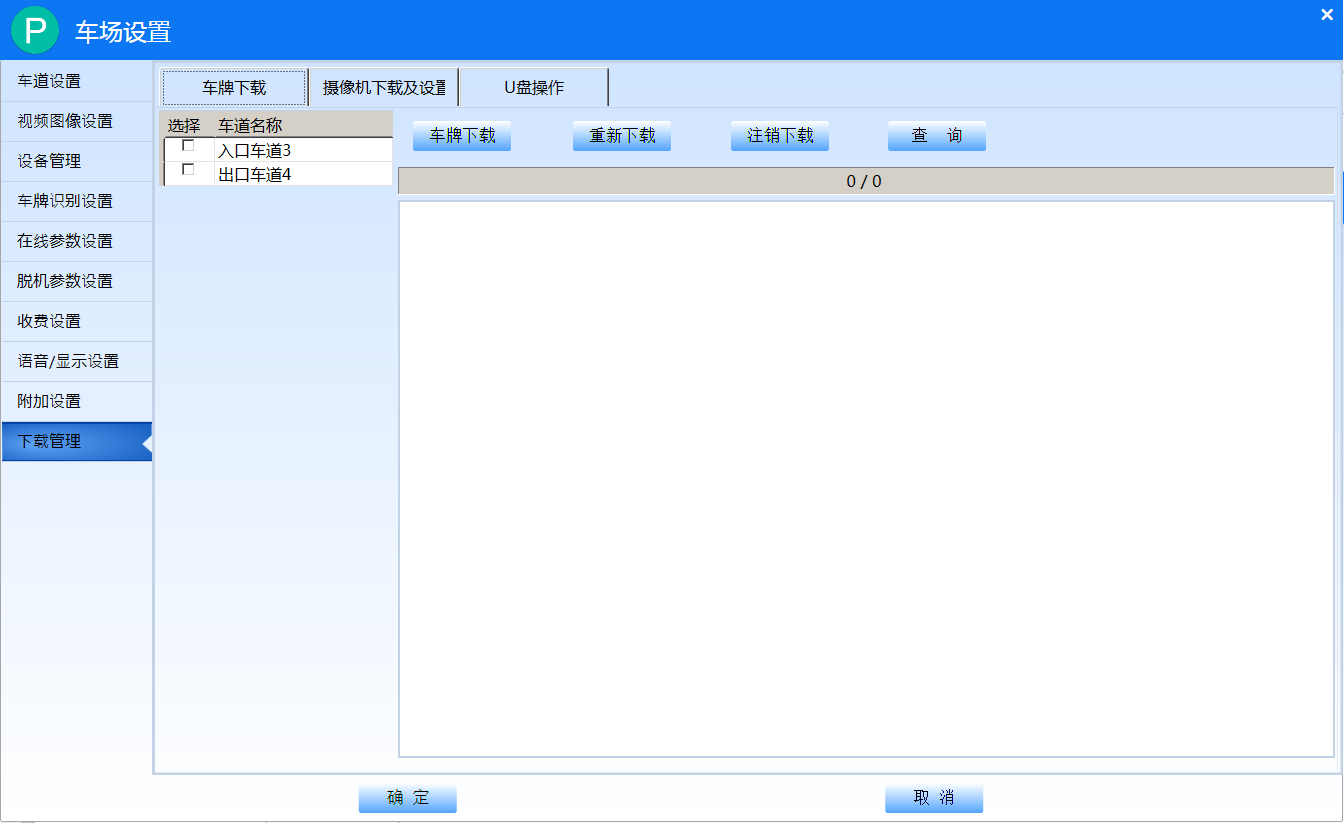 P 车场设置
车道设置
视频图像设置
设备管理
车牌识别设置
在线参数设置
脱机参数设置
收费设置
语音/显示设置
附加设置
下载管理
车牌下载 摄像机下载及设置 U盘操作
选择 车道名称
入口车道3
出口车道4
车牌下载 重新下载 注销下载 查 询
0 / 0
确 定 取 消